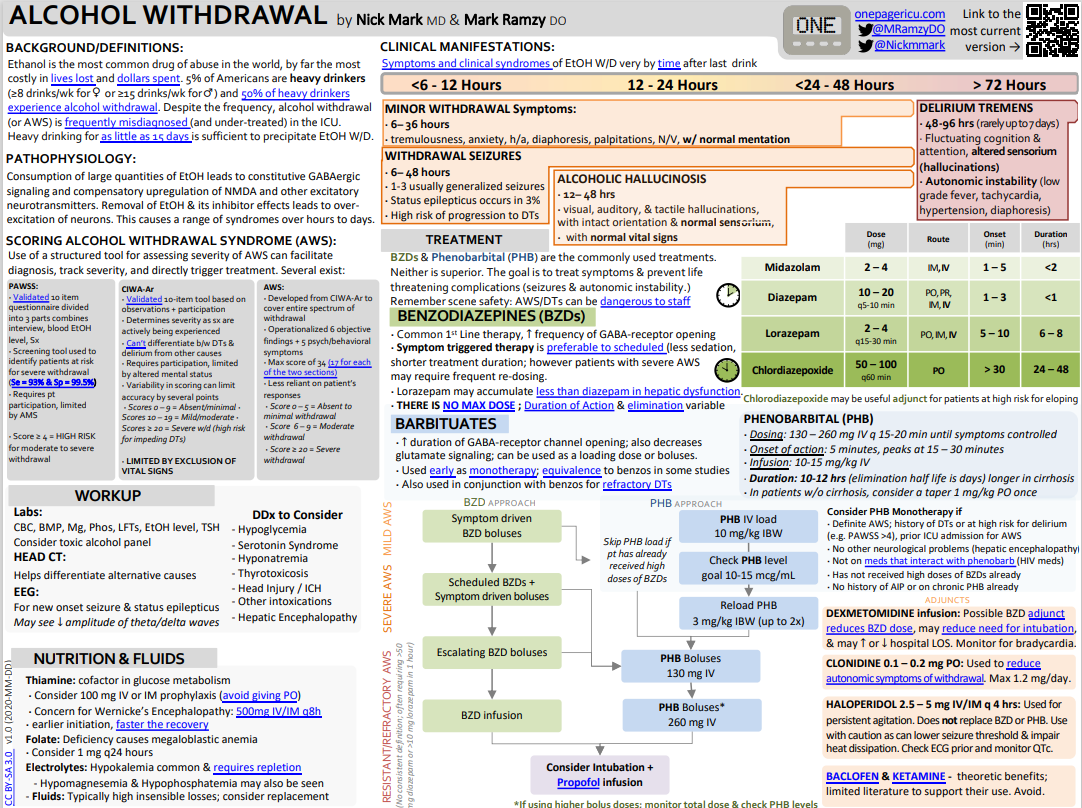 ALCOHOL WITHDRAWAL by Nick Mark MD & Mark Ramzy DO
ONE
onepagericu.com
@MRamzyDO
@Nickmmark
Link to the
most current
version →
BACKGROUND/DEFINITIONS:
Ethanol is the most common drug of abuse in the world, by far the most
costly in lives lost and dollars spent. 5% of Americans are heavy drinkers
(≥8 drinks/wk for ♀ or ≥15 drinks/wk for ♂) and 50% of heavy drinkers
experience alcohol withdrawal. Despite the frequency, alcohol withdrawal
(or AWS) is frequently misdiagnosed (and under-treated) in the ICU.
Heavy drinking for as little as 15 days is sufficient to precipitate EtOH W/D.
PATHOPHYSIOLOGY:
Consumption of large quantities of EtOH leads to constitutive GABAergic
signaling and compensatory upregulation of NMDA and other excitatory
neurotransmitters. Removal of EtOH & its inhibitor effects leads to over-
excitation of neurons. This causes a range of syndromes over hours to days.
SCORING ALCOHOL WITHDRAWAL SYNDROME (AWS):
Use of a structured tool for assessing severity of AWS can facilitate
diagnosis, track severity, and directly trigger treatment. Several exist:
PAWSS:
· Validated 10 item
questionnaire divided
into 3 parts combines
interview, blood EtOH
level, Sx
· Screening tool used to
identify patients at risk
for severe withdrawal
(Se = 93% & Sp = 99.5%)
· Requires pt
participation, limited
by AMS
· Score ≥ 4 = HIGH RISK
for moderate to severe
withdrawal
CIWA-Ar
· Validated 10-item tool based on
observations + participation
· Determines severity as sx are
actively being experienced
· Can't differentiate b/w DTs &
delirium from other causes
· Requires participation, limited
by altered mental status
· Variability in scoring can limit
accuracy by several points
· Scores 0 – 9 = Absent/minimal ·
Scores 10 – 19 = Mild/moderate ·
Scores ≥ 20 = Severe w/d (high risk
for impeding DTs)
· LIMITED BY EXCLUSION OF
VITAL SIGNS
AWS:
· Developed from CIWA-Ar to
cover entire spectrum of
withdrawal
· Operationalized 6 objective
findings + 5 psych/behavioral
symptoms
· Max score of 34 (17 for each
of the two sections)
· Less reliant on patient's
responses
· Score 0 – 5 = Absent to
minimal withdrawal
· Score 6 – 9 = Moderate
withdrawal
· Score ≥ 20 = Severe
withdrawal
WORKUP
Labs:
CBC, BMP, Mg, Phos, LFTs, EtOH level, TSH
Consider toxic alcohol panel
HEAD CT:
Helps differentiate alternative causes
EEG:
For new onset seizure & status epilepticus
May see ↓ amplitude of theta/delta waves
DDx to Consider
- Hypoglycemia
- Serotonin Syndrome
- Hyponatremia
- Thyrotoxicosis
- Head Injury / ICH
- Other intoxications
- Hepatic Encephalopathy
NUTRITION & FLUIDS
Thiamine: cofactor in glucose metabolism
· Consider 100 mg IV or IM prophylaxis (avoid giving PO)
· Concern for Wernicke's Encephalopathy: 500mg IV/IM q8h
· earlier initiation, faster the recovery
Folate: Deficiency causes megaloblastic anemia
· Consider 1 mg q24 hours
Electrolytes: Hypokalemia common & requires repletion
· Hypomagnesemia & Hypophosphatemia may also be seen
· Fluids: Typically high insensible losses; consider replacement
CC BY-SA 3.0 v1.0 (2020-MM-DD)
CLINICAL MANIFESTATIONS:
Symptoms and clinical syndromes of EtOH W/D very by time after last drink
<6 - 12 Hours 12 - 24 Hours <24 - 48 Hours > 72 Hours
MINOR WITHDRAWAL Symptoms:
· 6–36 hours
· tremulousness, anxiety, h/a, diaphoresis, palpitations, N/V, w/ normal mentation
WITHDRAWAL SEIZURES
· 6–48 hours
· 1-3 usually generalized seizures
· Status epilepticus occurs in 3%
· High risk of progression to DTs
ALCOHOLIC HALLUCINOSIS
· 12–48 hrs
· visual, auditory, & tactile hallucinations,
with intact orientation & normal sensorium,
· with normal vital signs
DELIRIUM TREMENS
· 48-96 hrs (rarely up to 7 days)
· Fluctuating cognition &
attention, altered sensorium
(hallucinations)
· Autonomic instability (low
grade fever, tachycardia,
hypertension, diaphoresis)
TREATMENT
BZDs & Phenobarbital (PHB) are the commonly used treatments.
Neither is superior. The goal is to treat symptoms & prevent life
threatening complications (seizures & autonomic instability.)
Remember scene safety: AWS/DTs can be dangerous to staff
BENZODIAZEPINES (BZDs)
· Common 1st Line therapy, ↑ frequency of GABA-receptor opening
· Symptom triggered therapy is preferable to scheduled (less sedation,
shorter treatment duration; however patients with severe AWS
may require frequent re-dosing.
· Lorazepam may accumulate less than diazepam in hepatic dysfunction.
· THERE IS NO MAX DOSE ; Duration of Action & elimination variable
Dose (mg) Route Onset (min) Duration (hrs)
Midazolam 2 – 4 IM, IV 1 – 5 <2
Diazepam 10 – 20 q5-10 min PO, PR, IM, IV 1 – 3 <1
Lorazepam 2 – 4 q15-30 min PO, IM, IV 5 – 10 6 – 8
Chlordiazepoxide 50 – 100 q60 min PO > 30 24 – 48
Chlorodiazepoxide may be useful adjunct for patients at high risk for eloping
BARBITUATES
· ↑ duration of GABA-receptor channel opening; also decreases
glutamate signaling; can be used as a loading dose or boluses.
· Used early as monotherapy; equivalence to benzos in some studies
· Also used in conjunction with benzos for refractory DTs
PHENOBARBITAL (PHB)
· Dosing: 130 – 260 mg IV q 15-20 min until symptoms controlled
· Onset of action: 5 minutes, peaks at 15 – 30 minutes
· Infusion: 10-15 mg/kg IV
· Duration: 10-12 hrs (elimination half life is days) longer in cirrhosis
· In patients w/o cirrhosis, consider a taper 1 mg/kg PO once
BZD APPROACH
PHB APPROACH
MILD AWS
SEVERE AWS
RESISTANT/REFRACTORY AWS
(No consistent definition; often requiring >50
mg diazepam or >10 mg lorazepam in 1 hour)
Symptom driven
BZD boluses
Scheduled BZDs +
Symptom driven boluses
Escalating BZD boluses
BZD infusion
Skip PHB load if
pt has already
received high
doses of BZDs
PHB IV load
10 mg/kg IBW
Check PHB level
goal 10-15 mcg/mL
Reload PHB
3 mg/kg IBW (up to 2x)
PHB Boluses
130 mg IV
PHB Boluses*
260 mg IV
Consider Intubation +
Propofol infusion
*If using higher bolus doses: monitor total dose & check PHB levels
Consider PHB Monotherapy if
· Definite AWS; history of DTs or at high risk for delirium
(e.g. PAWSS >4), prior ICU admission for AWS
· No other neurological problems (hepatic encephalopathy)
· Not on meds that interact with phenobarb (HIV meds)
· Has not received high doses of BZDs already
· No history of AIP or on chronic PHB already
ADJUNCTS
DEXMETOMIDINE infusion: Possible BZD adjunct
reduces BZD dose, may reduce need for intubation,
& may ↑ or ↓ hospital LOS. Monitor for bradycardia.
CLONIDINE 0.1 – 0.2 mg PO: Used to reduce
autonomic symptoms of withdrawal. Max 1.2 mg/day.
HALOPERIDOL 2.5 – 5 mg IV/IM q 4 hrs: Used for
persistent agitation. Does not replace BZD or PHB. Use
with caution as can lower seizure threshold & impair
heat dissipation. Check ECG prior and monitor QTc.
BACLOFEN & KETAMINE - theoretic benefits;
limited literature to support their use. Avoid.